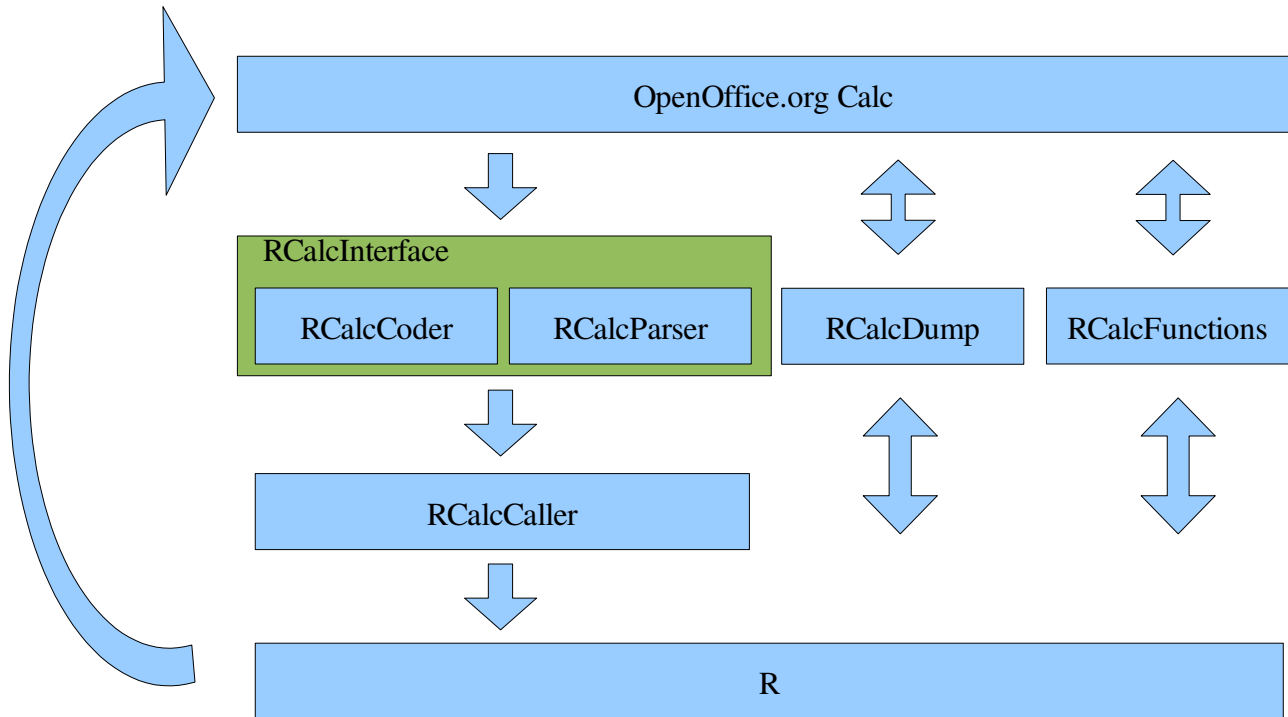 OpenOffice.org Calc
RCalcInterface
RCalcCoder
RCalcParser
RCalcDump
RCalcFunctions
RCalcCaller
R